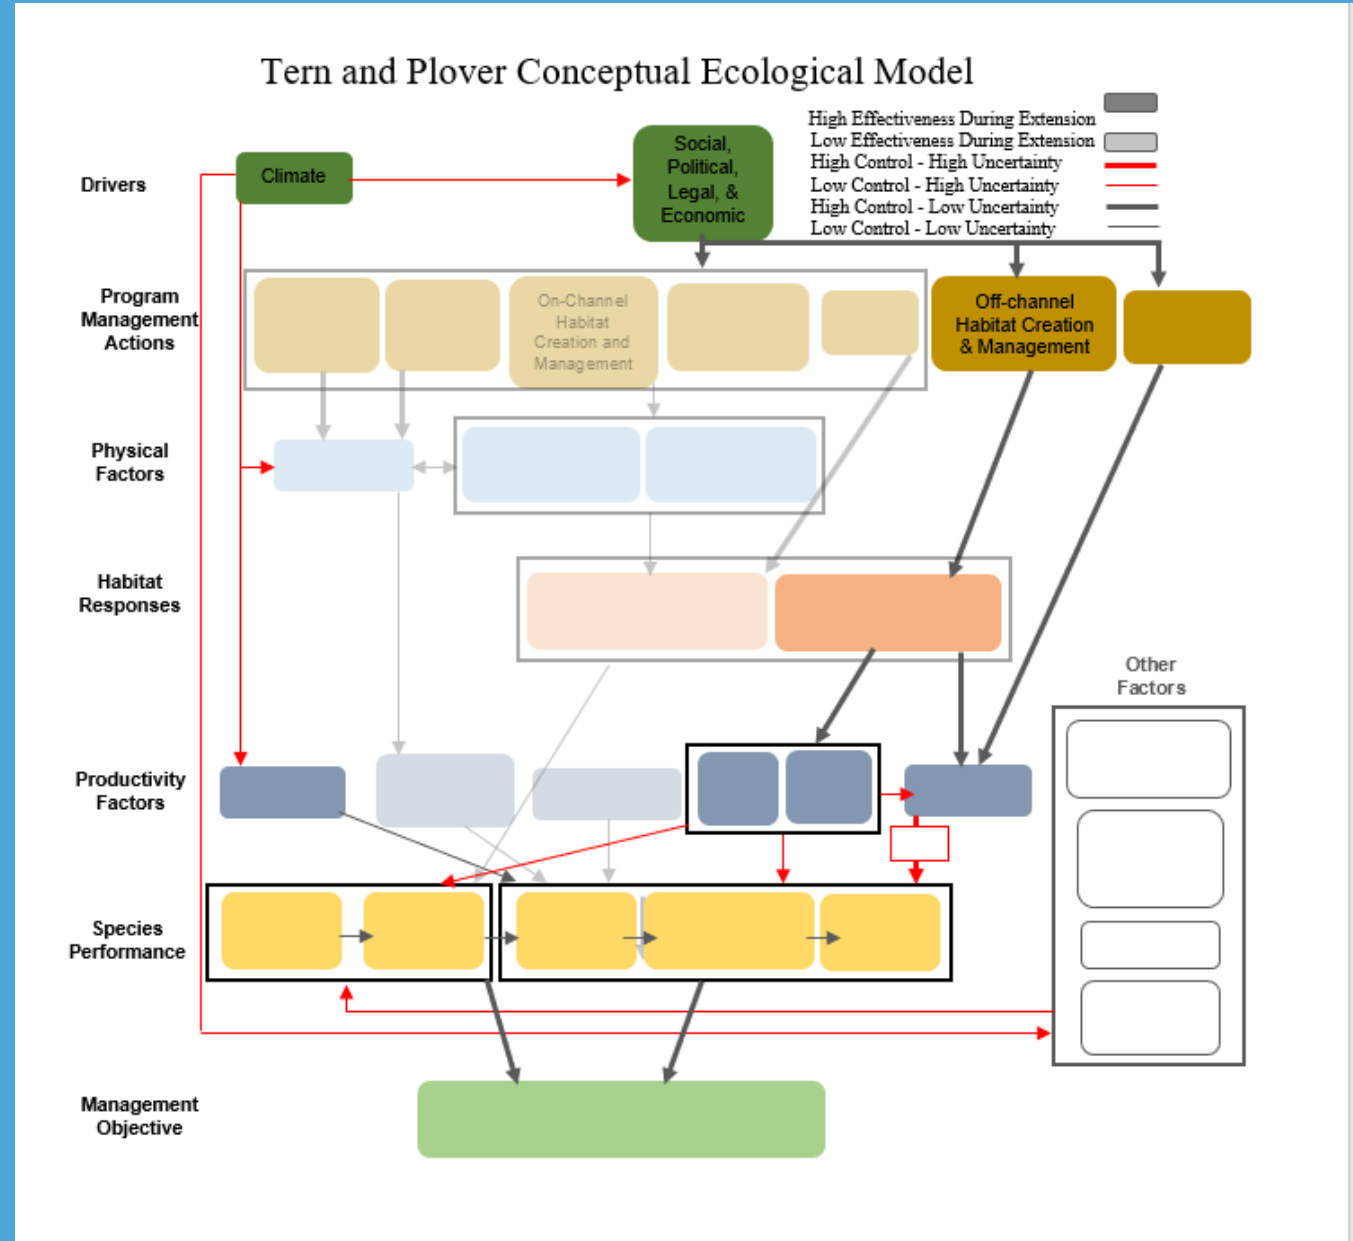 Tern and Plover Conceptual Ecological Model
High Effectiveness During Extension
Low Effectiveness During Extension
High Control - High Uncertainty
Low Control - High Uncertainty
High Control - Low Uncertainty
Low Control - Low Uncertainty
Drivers
Climate
Social,
Political,
Legal, &
Economic
Program
Management
Actions
On-Channel
Habitat
Creation and
Management
Off-channel
Habitat Creation
& Management
Physical
Factors
Habitat
Responses
Other
Factors
Productivity
Factors
Species
Performance
Management
Objective